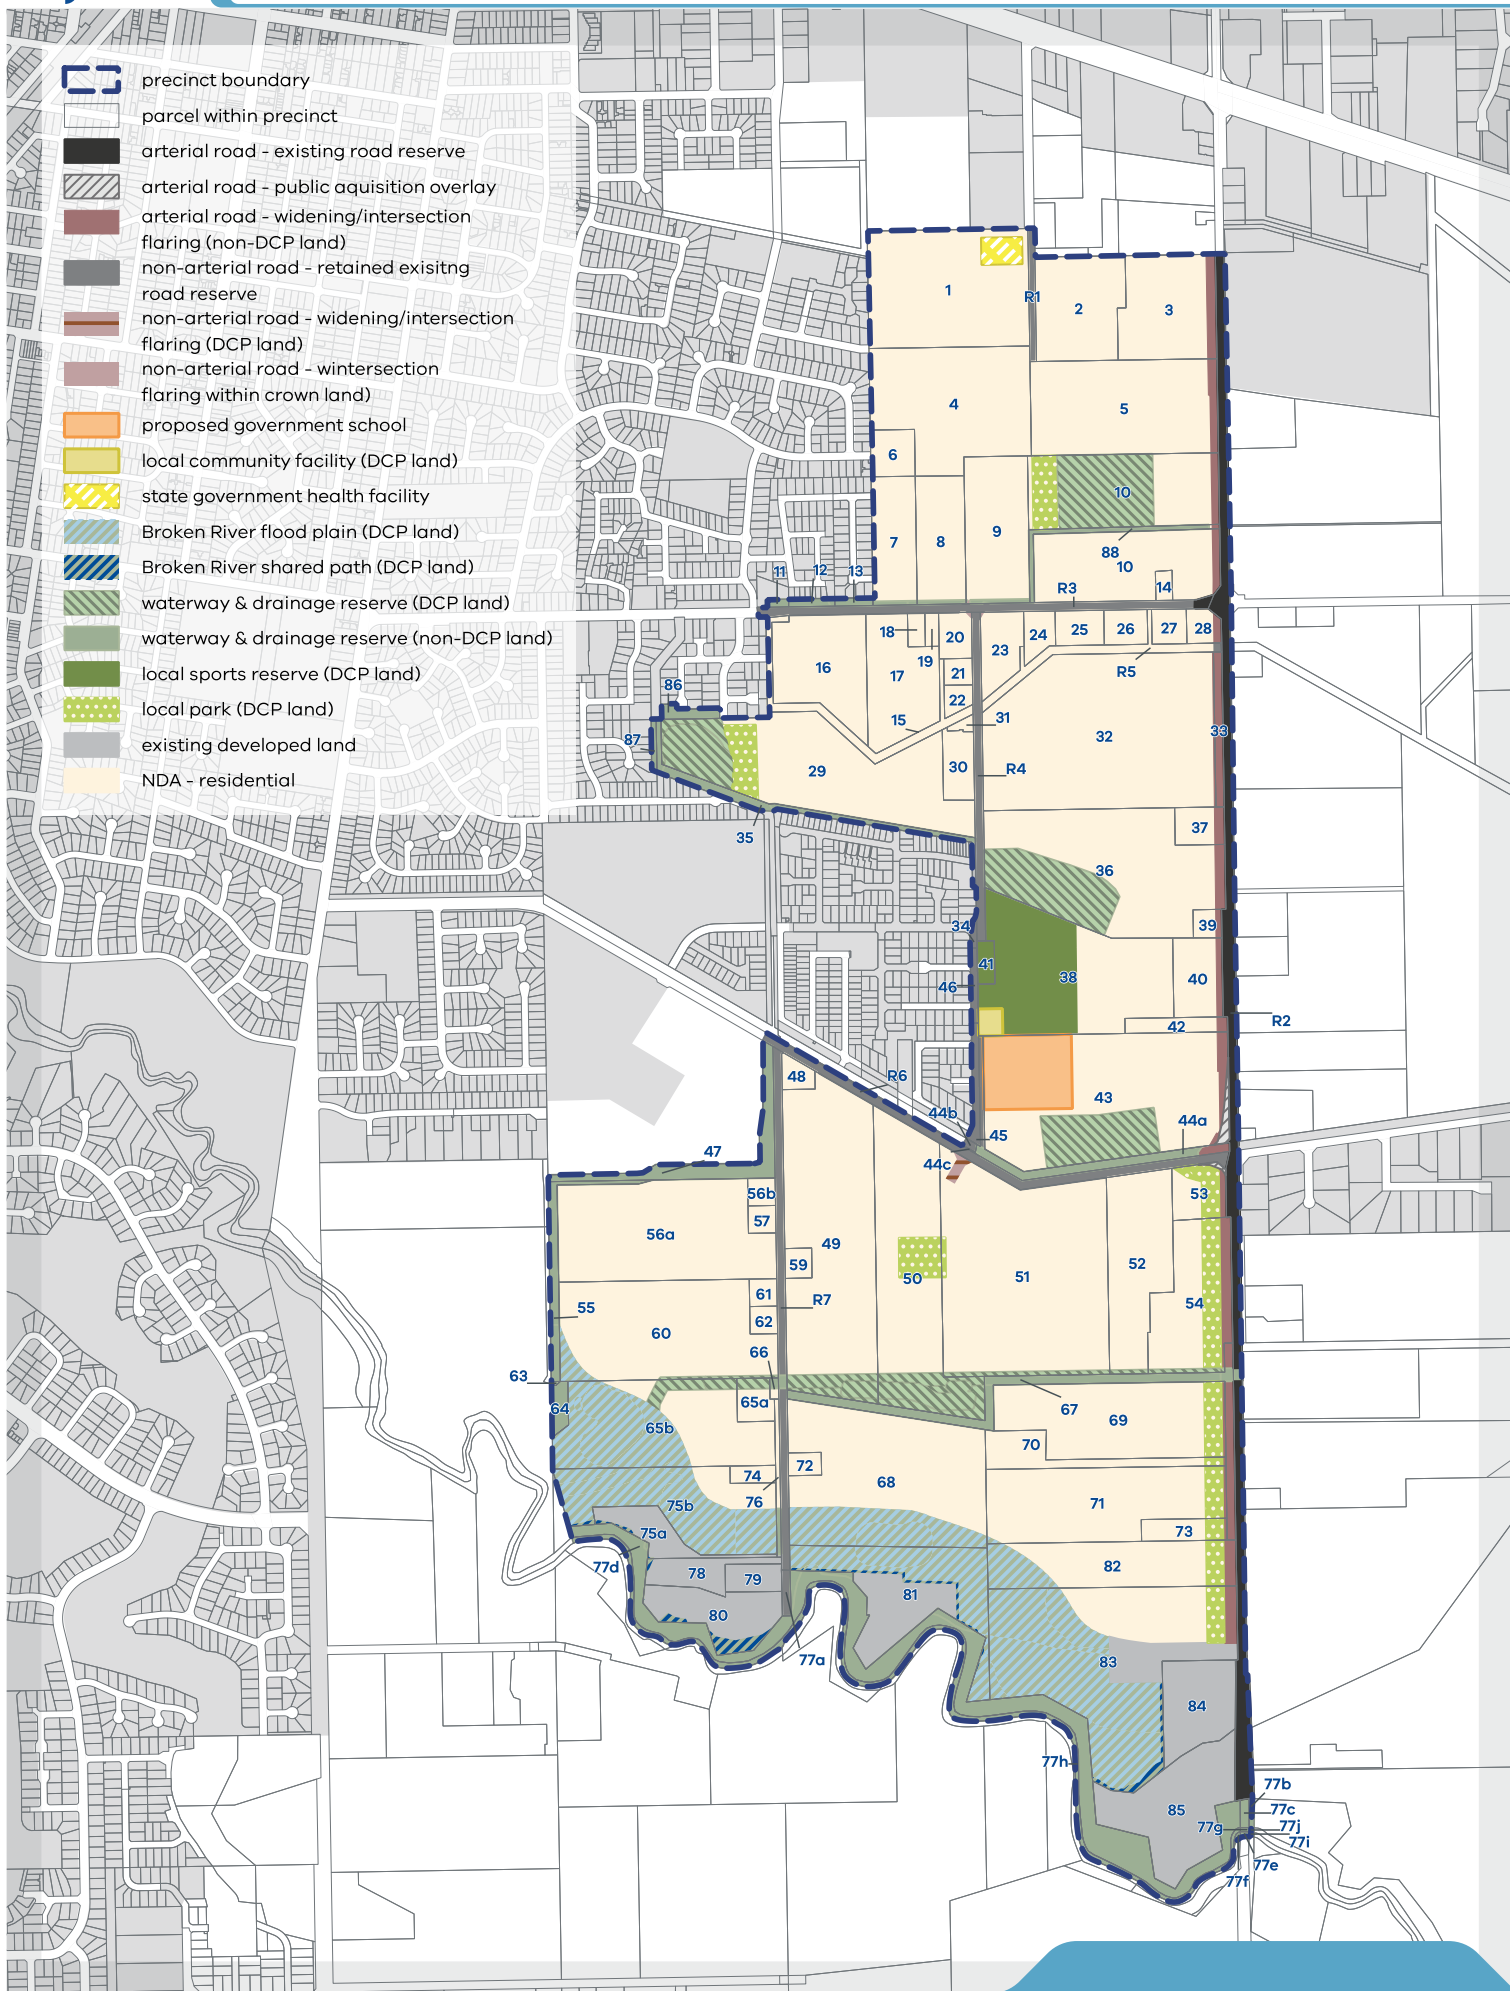 precinct boundary
parcel within precinct
arterial road - existing road reserve
arterial road - public aquisition overlay
arterial road - widening/intersection
flaring (non-DCP land)
non-arterial road - retained exisitng
road reserve
non-arterial road - widening/intersection
flaring (DCP land)
non-arterial road - wintersection
flaring within crown land)
proposed government school
local community facility (DCP land)
state government health facility
Broken River flood plain (DCP land)
Broken River shared path (DCP land)
waterway & drainage reserve (DCP land)
waterway & drainage reserve (non-DCP land)
local sports reserve (DCP land)
local park (DCP land)
existing developed land
NDA - residential
1
R1
2
3
4
5
6
10
7
8
9
88
10
11
12
13
R3
14
18
20
19
23
24
25
26
27
28
16
17
21
R5
22
86
15
31
87
33
32
29
30
R4
35
37
36
34
39
41
38
40
46
42
R2
48
R6
43
44b
45
44a
47
44c
56b
53
57
56a
49
59
50
51
52
61
R7
54
55
62
60
66
63
64
65a
67
69
65b
70
72
74
68
76
71
75b
75a
73
77d
78
79
82
81
80
77a
83
84
77h
77b
85
77c
77g
77j
77i
77e
77f